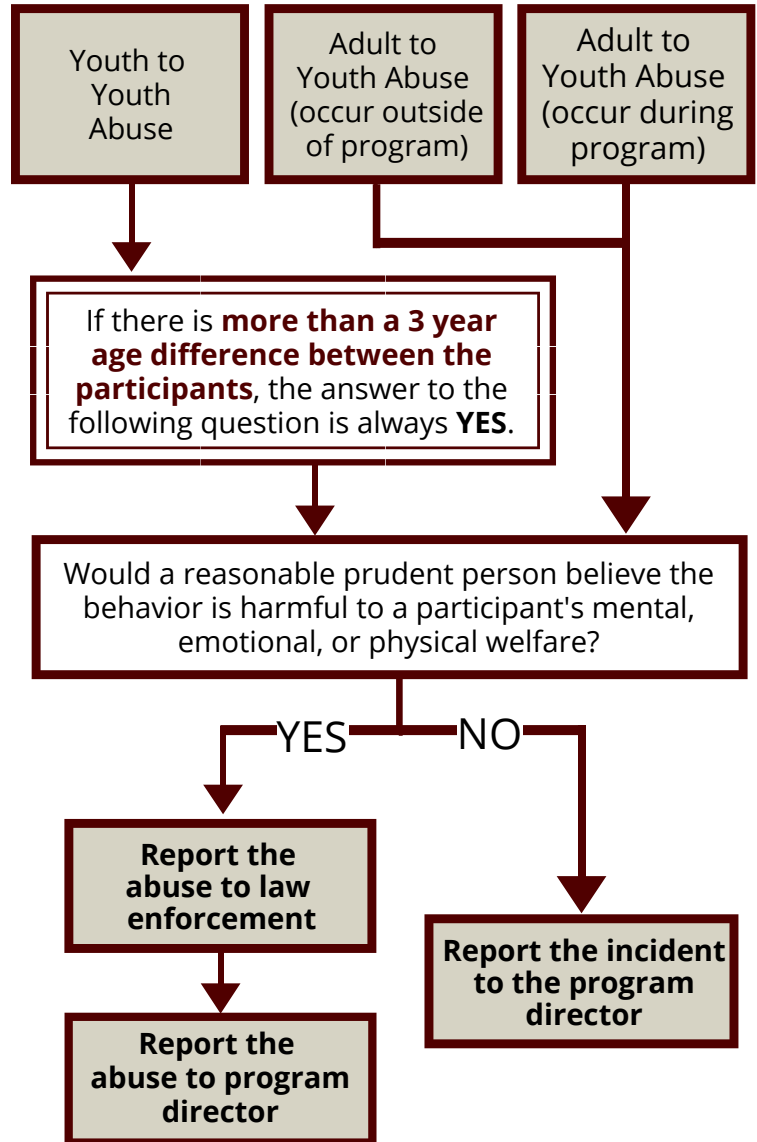 Youth to
Youth
Abuse
Adult to
Youth Abuse
(occur outside
of program)
Adult to
Youth Abuse
(occur during
program)
If there is more than a 3 year
age difference between the
participants, the answer to the
following question is always YES.
Would a reasonable prudent person believe the
behavior is harmful to a participant's mental,
emotional, or physical welfare?
YES
NO
Report the
abuse to law
enforcement
Report the incident
to the program
director
Report the
abuse to program
director